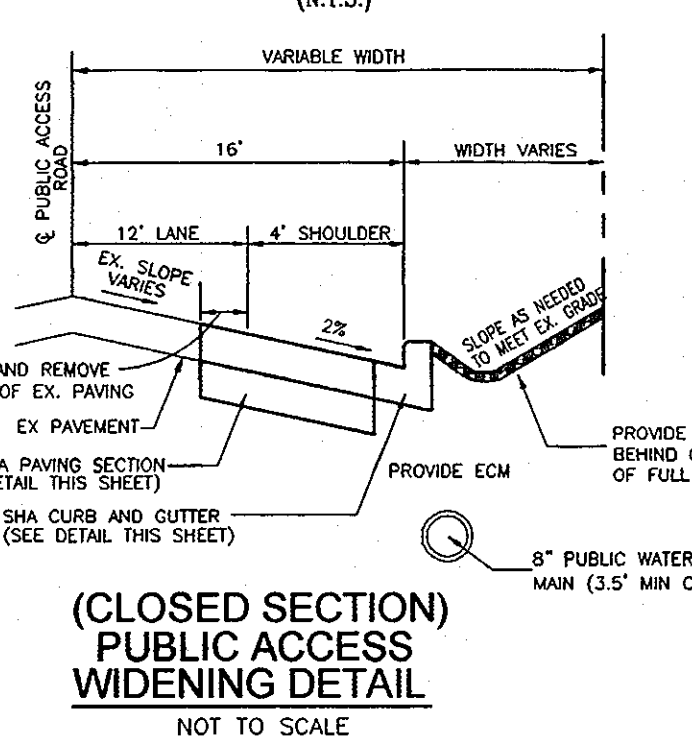 (N.T.S.)
VARIABLE WIDTH
℄ PUBLIC ACCESS
ROAD
16'
WIDTH VARIES
12' LANE
4' SHOULDER
EX. SLOPE
VARIES
2%
SLOPE AS NEEDED
TO MEET EX. GRADE
AND REMOVE
OF EX. PAVING
EX PAVEMENT
A PAVING SECTION
DETAIL THIS SHEET)
SHA CURB AND GUTTER
(SEE DETAIL THIS SHEET)
PROVIDE ECM
PROVIDE
BEHIND
OF FULL
8" PUBLIC WATER
MAIN (3.5' MIN
(CLOSED SECTION)
PUBLIC ACCESS
WIDENING DETAIL
NOT TO SCALE